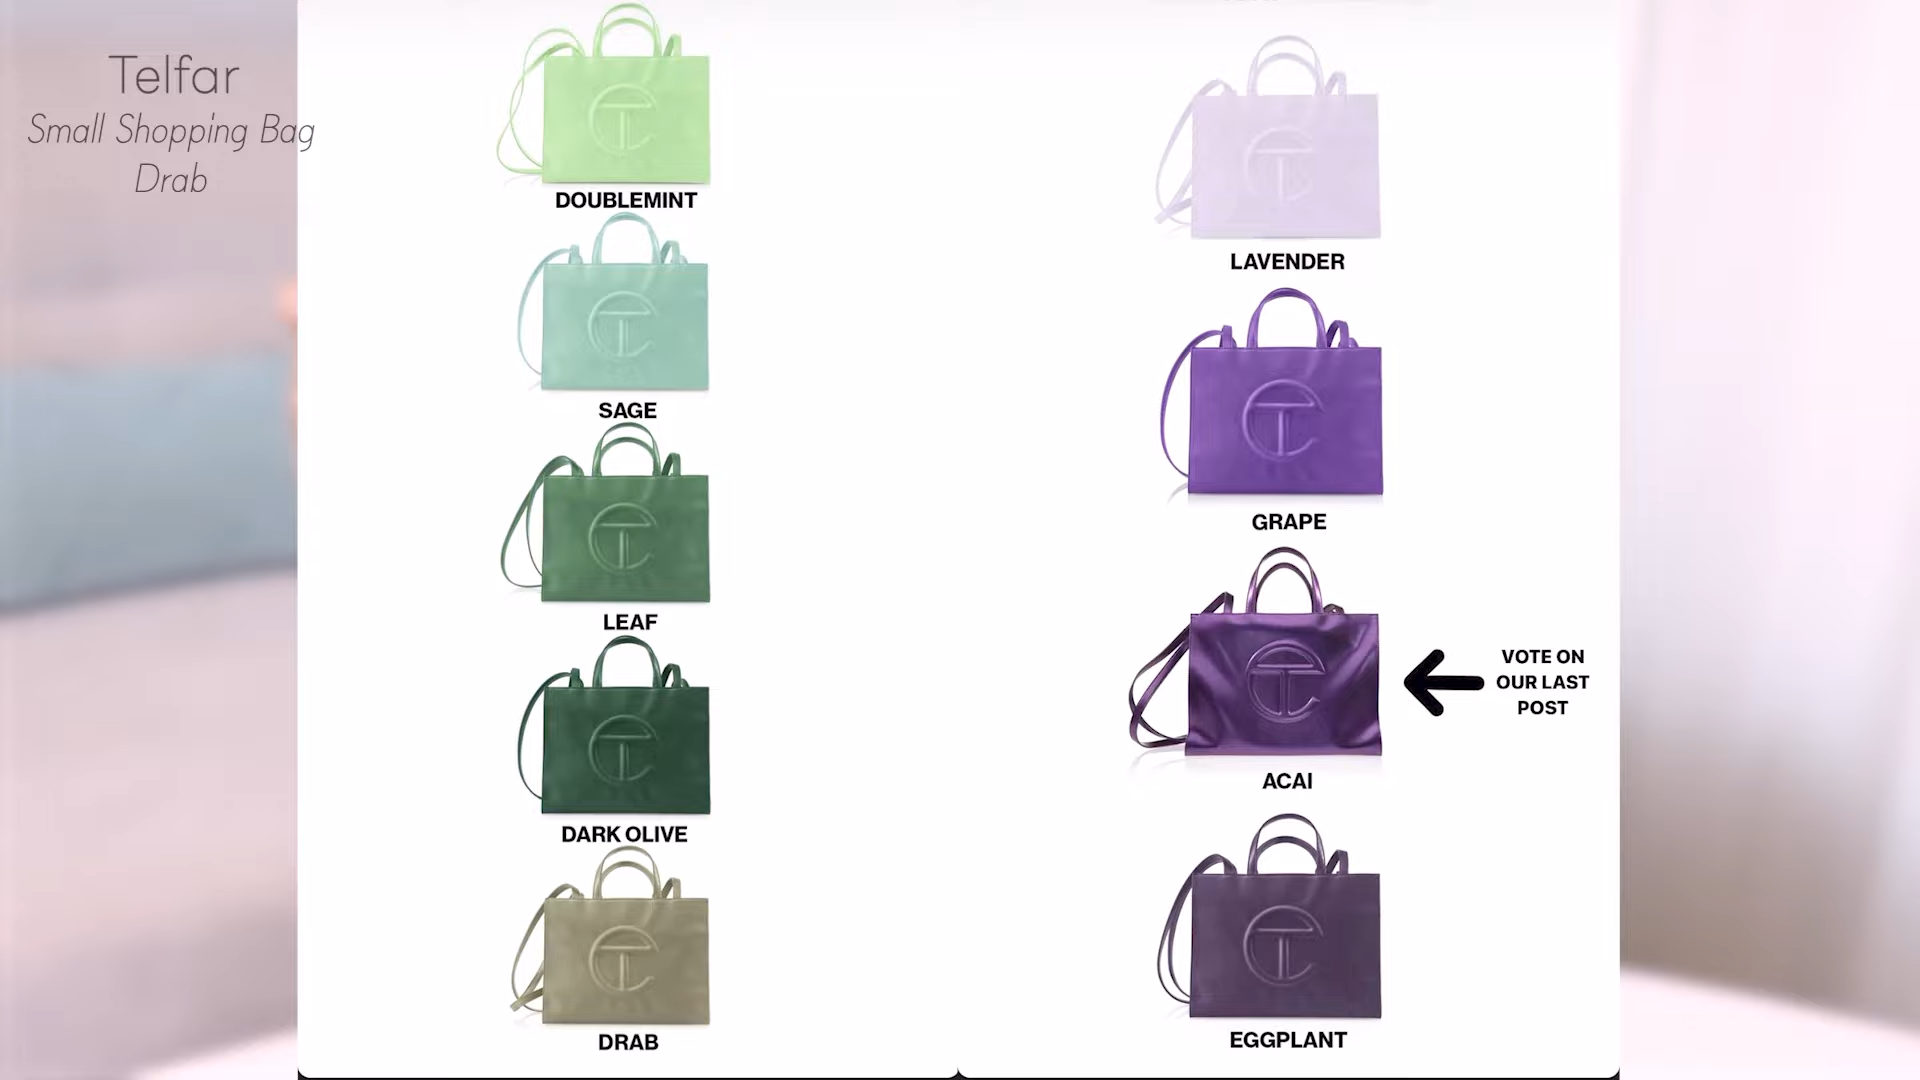 Telfar
Small Shopping Bag
Drab
DOUBLEMINT
SAGE
LEAF
DARK OLIVE
DRAB
LAVENDER
GRAPE
ACAI
VOTE ON
OUR LAST
POST
EGGPLANT